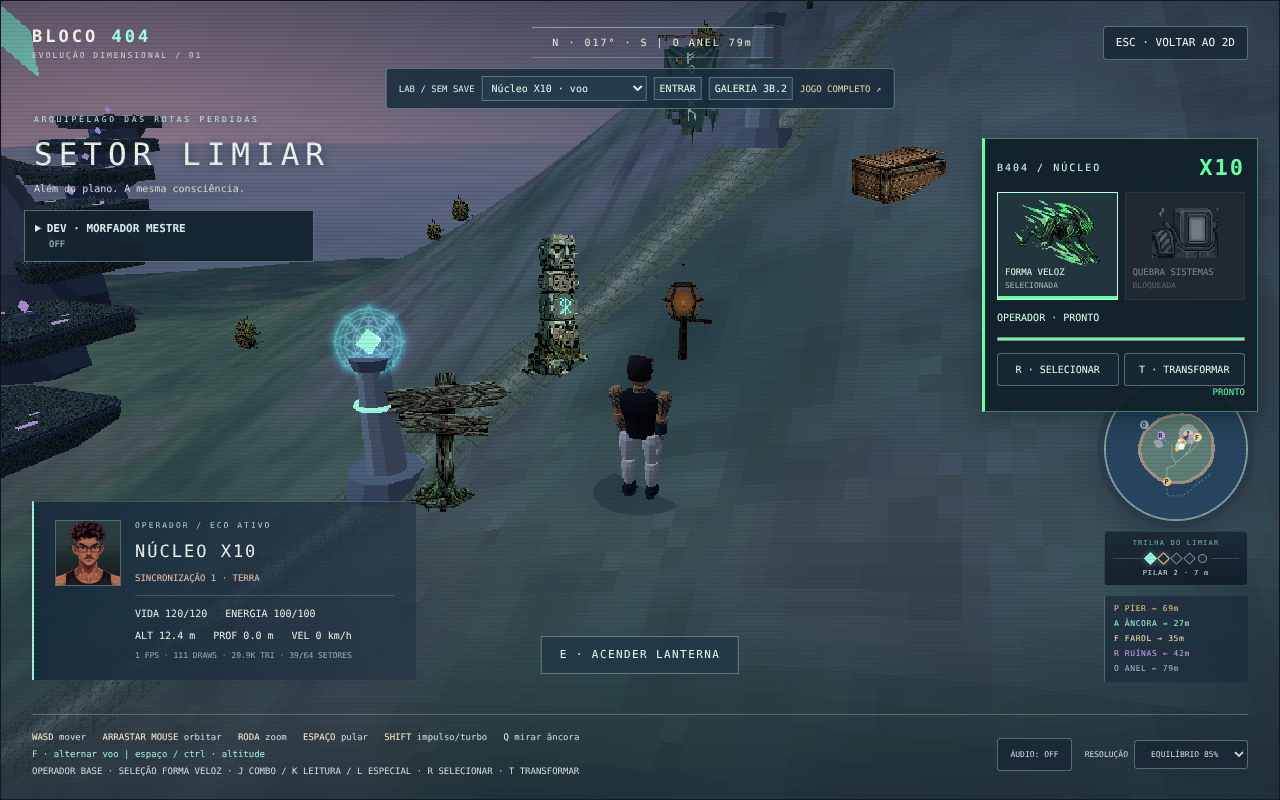 BLOCO 404
EVOLUÇÃO DIMENSIONAL / 01
N · 017° · S | O ANEL 79m
ESC · VOLTAR AO 2D
LAB / SEM SAVE
Núcleo X10 · voo
ENTRAR
GALERIA 3B.2
JOGO COMPLETO ↗
ARQUIPÉLAGO DAS ROTAS PERDIDAS
SETOR LIMIAR
Além do plano. A mesma consciência.
▶ DEV · MORFADOR MESTRE
OFF
B404 / NÚCLEO
X10
FORMA VELOZ
SELECIONADA
QUEBRA SISTEMAS
BLOQUEADA
OPERADOR · PRONTO
R · SELECIONAR
T · TRANSFORMAR
PRONTO
O
R
F
P
TRILHA DO LIMIAR
PILAR 2 · 7 m
P PÍER ← 69m
A ÂNCORA → 27m
F FAROL → 35m
R RUÍNAS ← 42m
O ANEL ← 79m
OPERADOR / ECO ATIVO
NÚCLEO X10
SINCRONIZAÇÃO 1 · TERRA
VIDA 120/120 ENERGIA 100/100
ALT 12.4 m PROF 0.0 m VEL 0 km/h
1 FPS · 111 DRAWS · 20.9K TRI · 39/64 SETORES
E · ACENDER LANTERNA
WASD mover ARRASTAR MOUSE orbitar RODA zoom ESPAÇO pular SHIFT impulso/turbo Q mirar âncora
F · alternar voo | espaço / ctrl · altitude
OPERADOR BASE · SELEÇÃO FORMA VELOZ · J COMBO / K LEITURA / L ESPECIAL · R SELECIONAR · T TRANSFORMAR
ÁUDIO: OFF
RESOLUÇÃO
EQUILÍBRIO 85%